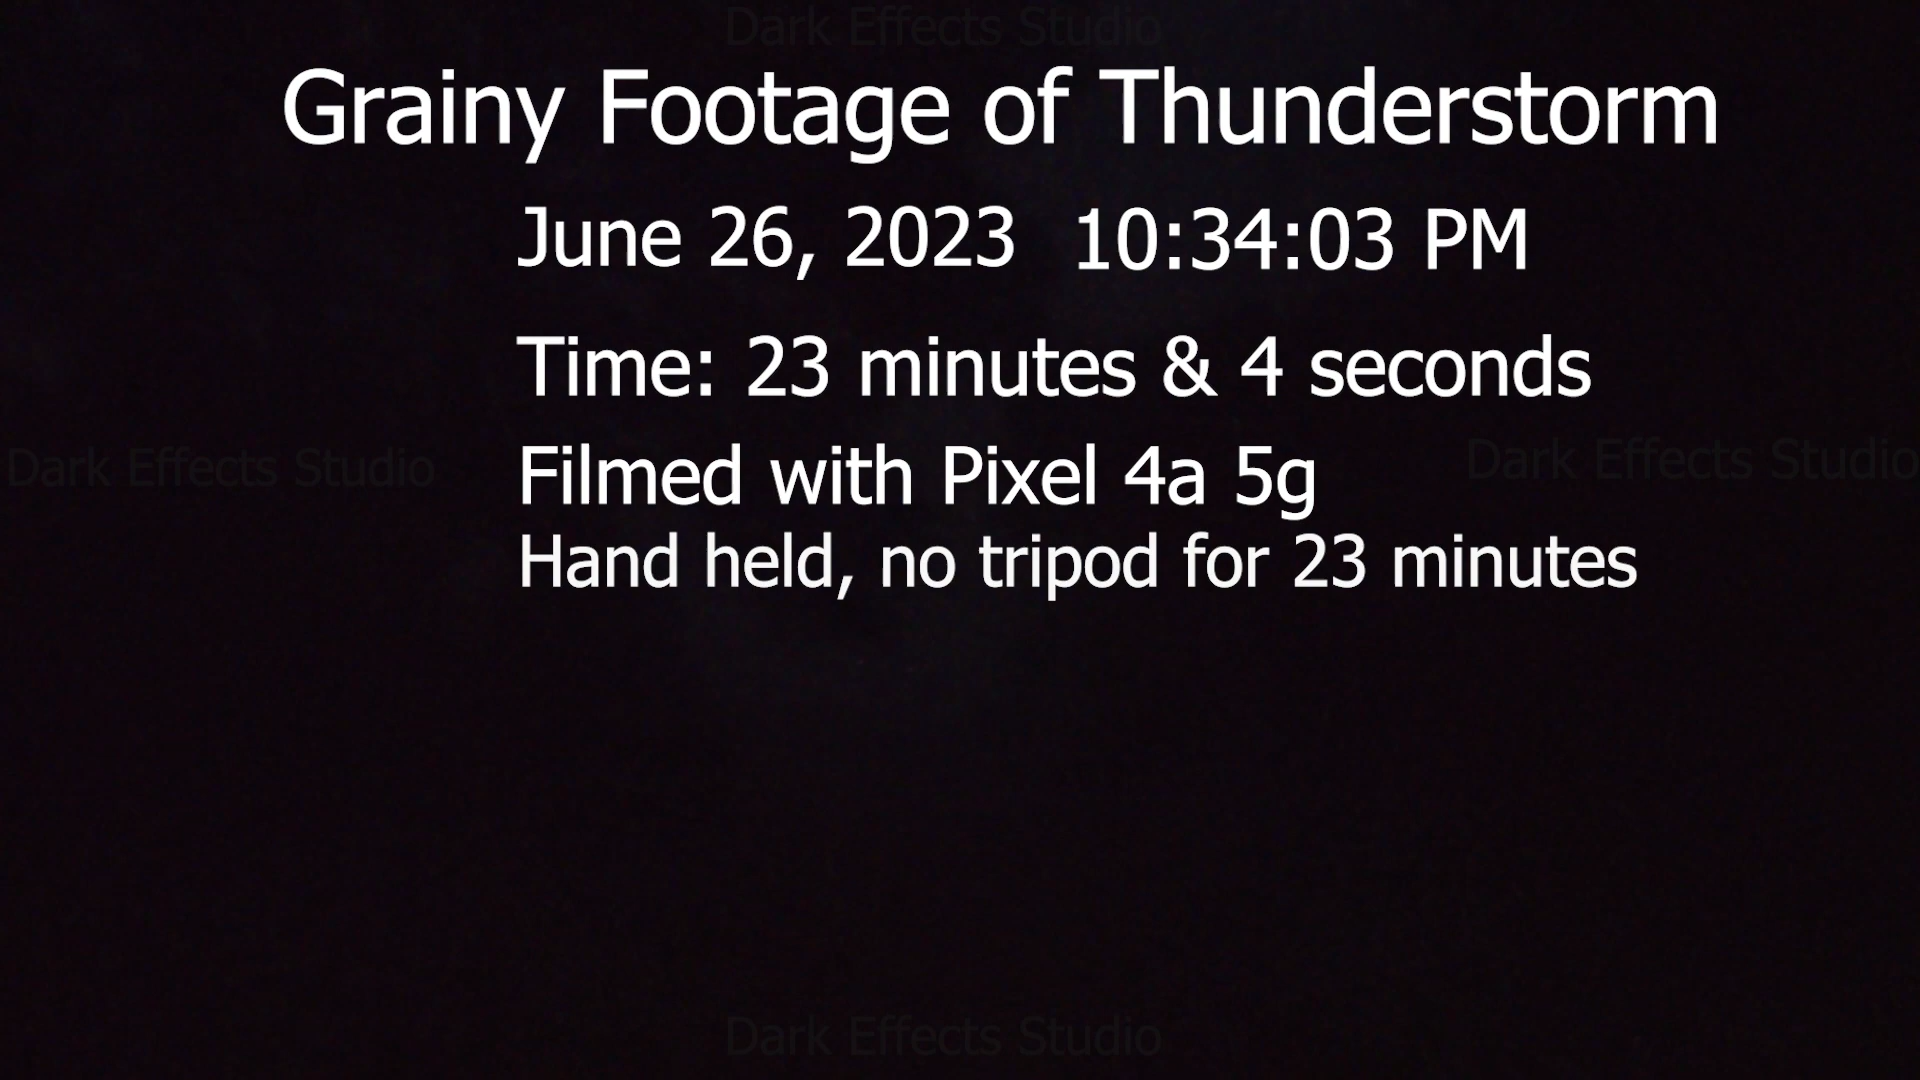 Dark Effects Studio
Grainy Footage of Thunderstorm
June 26, 2023 10:34:03 PM
Time: 23 minutes & 4 seconds
Dark Effects Studio
Dark Effects Studio
Filmed with Pixel 4a 5g
Hand held, no tripod for 23 minutes
Dark Effects Studio